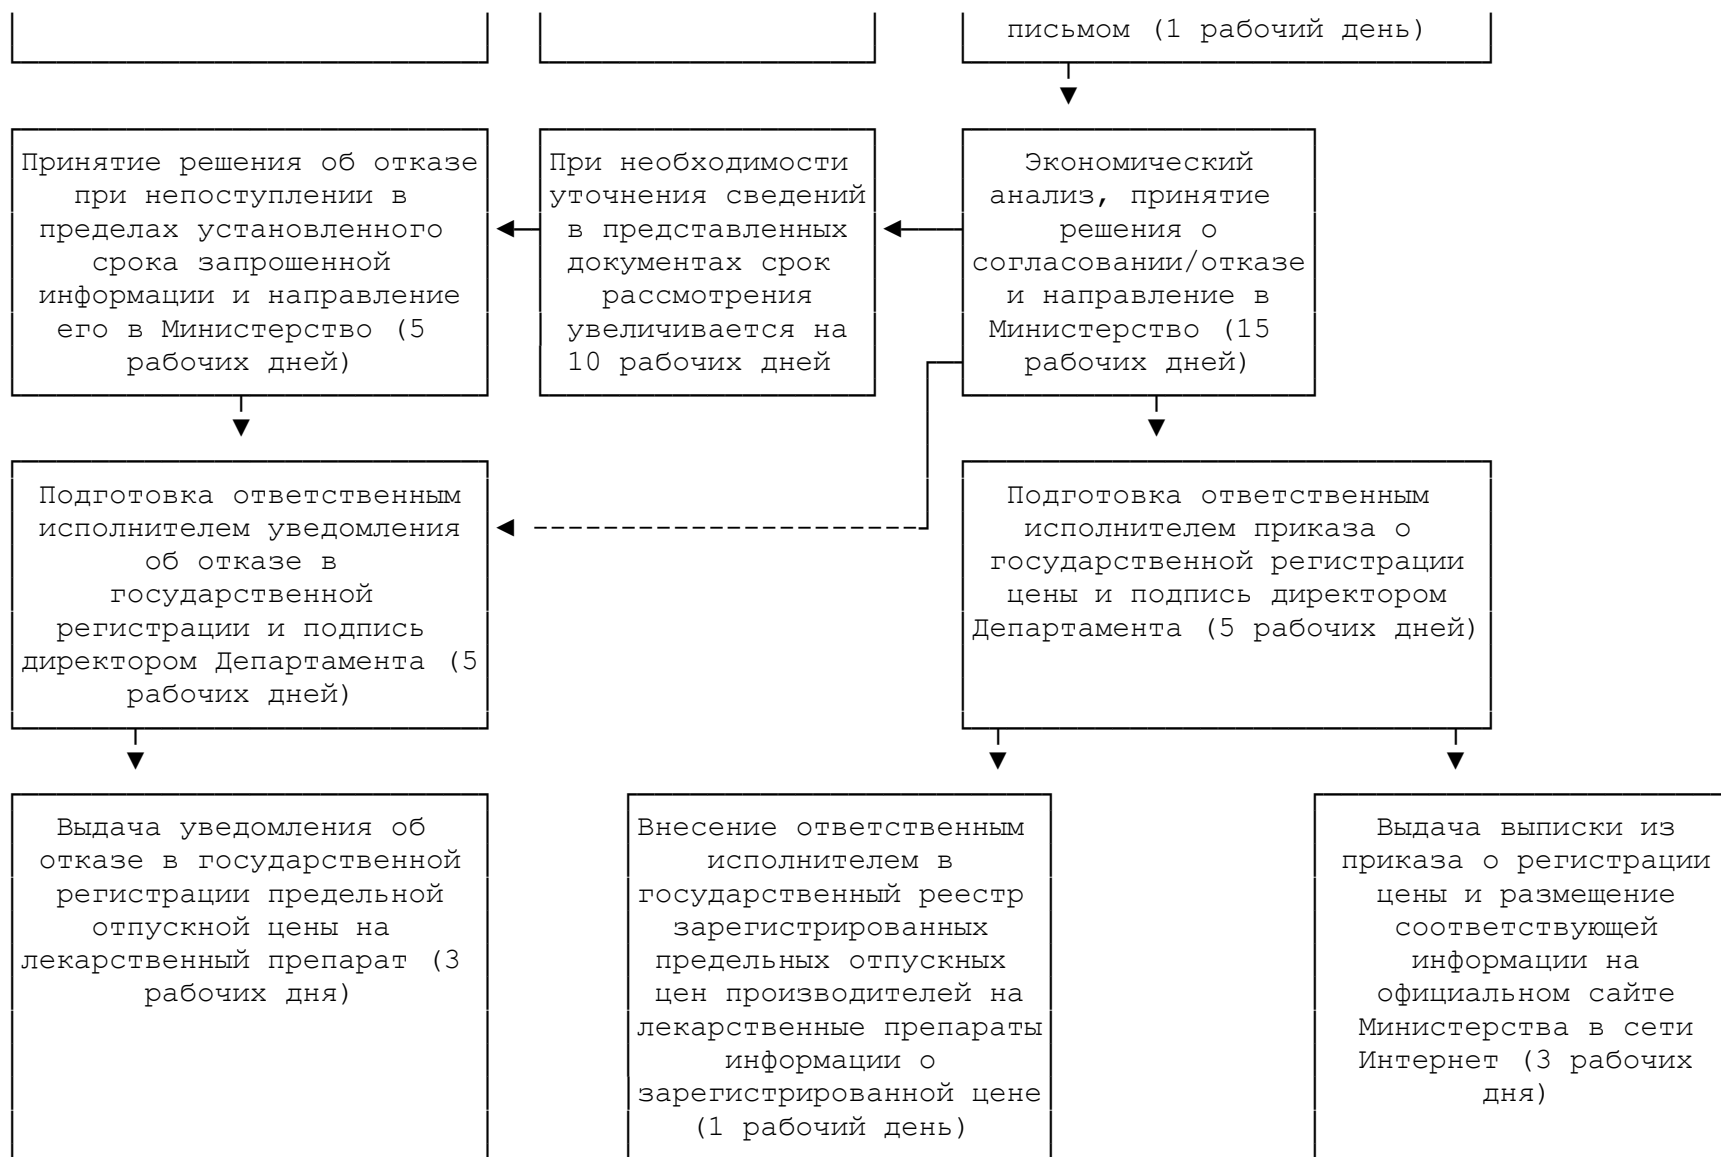 письмом (1 рабочий день)
Принятие решения об отказе
при непоступлении в
пределах установленного
срока запрошенной
информации и направление
его в Министерство (5
рабочих дней)
При необходимости
уточнения сведений
в представленных
документах срок
рассмотрения
увеличивается на
10 рабочих дней
Экономический
анализ, принятие
решения о
согласовании/отказе
и направление в
Министерство (15
рабочих дней)
Подготовка ответственным
исполнителем уведомления
об отказе в
государственной
регистрации и подпись
директором Департамента (5
рабочих дней)
Подготовка ответственным
исполнителем приказа о
государственной регистрации
цены и подпись директором
Департамента (5 рабочих дней)
Выдача уведомления об
отказе в государственной
регистрации предельной
отпускной цены на
лекарственный препарат (3
рабочих дня)
Внесение ответственным
исполнителем в
государственный реестр
зарегистрированных
предельных отпускных
цен производителей на
лекарственные препараты
информации о
зарегистрированной цене
(1 рабочий день)
Выдача выписки из
приказа о регистрации
цены и размещение
соответствующей
информации на
официальном сайте
Министерства в сети
Интернет (3 рабочих
дня)